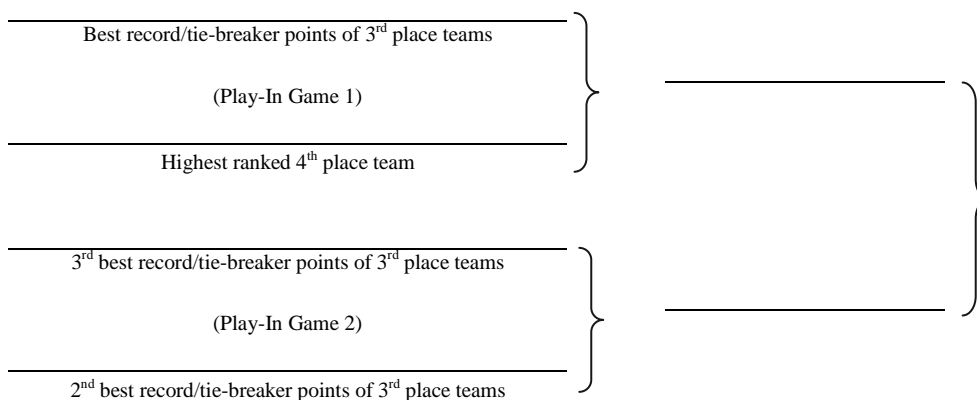 Best record/tie-breaker points of 3rd place teams
(Play-In Game 1)
Highest ranked 4th place team
3rd best record/tie-breaker points of 3rd place teams
(Play-In Game 2)
2nd best record/tie-breaker points of 3rd place teams